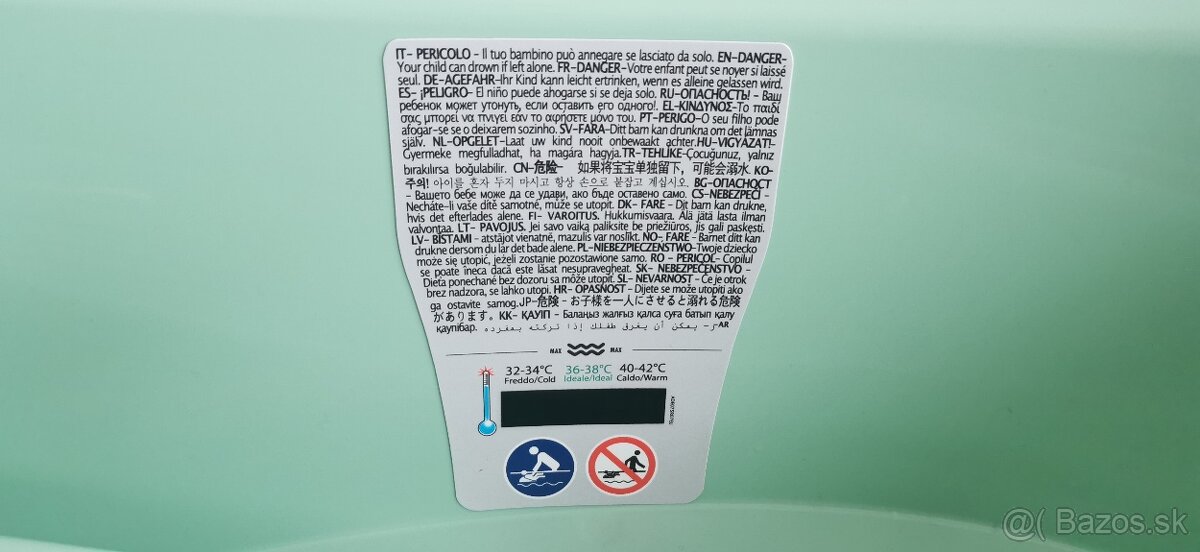 IT- PERICOLO - Il tuo bambino può annegare se lasciato da solo. EN-DANGER-
Your child can drown if left alone. FR-DANGER-Votre enfant peut se noyer si laissé
seul. DE-AGEFAHR-Ihr Kind kann leicht ertrinken, wenn es alleine gelassen wird.
ES- ¡PELIGRO- El niño puede ahogarse si se deja solo. RU-ОПАСНОСТЬ! - Ваш
ребенок может утонуть, если оставить его одного!. EL-ΚΙΝΔΥΝΟΣ-Το παιδί
σας μπορεί να πνιγεί εάν το αφήσετε μόνο του. PT-PERIGO-O seu filho pode
afogar-se se o deixarem sozinho. SV-FARA-Ditt barn kan drunkna om det lämnas
själv. NL-OPGELET-Laat uw kind nooit onbewaakt achter.HU-VIGYÁZAT!-
Gyermeke megfulladhat, ha magára hagyja.TR-TEHLİKE-Çocuğunuz, yalnız
bırakılırsa boğulabilir. CN-危险- 如果将宝宝单独留下，可能会溺水. KO-
주의! 아이를 혼자 두지 마시고 항상 손으로 붙잡고 계십시오. BG-ОПАСНОСТ
- Вашето бебе може да се удави, ако бъде оставено само. CS-NEBEZPEČÍ -
Necháte-li vaše dítě samotné, může se utopit. DK- FARE - Dit barn kan drukne,
hvis det efterlades alene. FI- VAROITUS. Hukkumisvaara. Älä jätä lasta ilman
valvontaa. LT- PAVOJUS. Jei savo vaiką paliksite be priežiūros, jis gali paskęsti.
LV- BĪSTAMI - atstājot vienatnē, mazulis var noslīkt. NO- FARE - Barnet ditt kan
drukne dersom du lar det bade alene. PL-NIEBEZPIECZEŃSTWO-Twoje dziecko
może się utopić, jeżeli zostanie pozostawione samo. RO - PERICOL- Copilul
se poate îneca dacă este lăsat nesupravegheat. SK- NEBEZPEČENSTVO -
Dieta ponechané bez dozoru sa môže utopiť. SL- NEVARNOST - Če je otrok
brez nadzora, se lahko utopi. HR- OPASNOST - Dijete se može utopiti ako
ga ostavite samog.JP-危険 - お子様を一人にさせると溺れる危険
があります。KK- ҚАУІП - Балаңыз жалғыз қалса суға батып қалу
қаупібар. AR- يمكن أن يغرق طفلك إذا تركته بمفرده.
MAX MAX
32-34°C 36-38°C 40-42°C
Freddo/Cold Ideale/Ideal Caldo/Warm
@( Bazos.sk